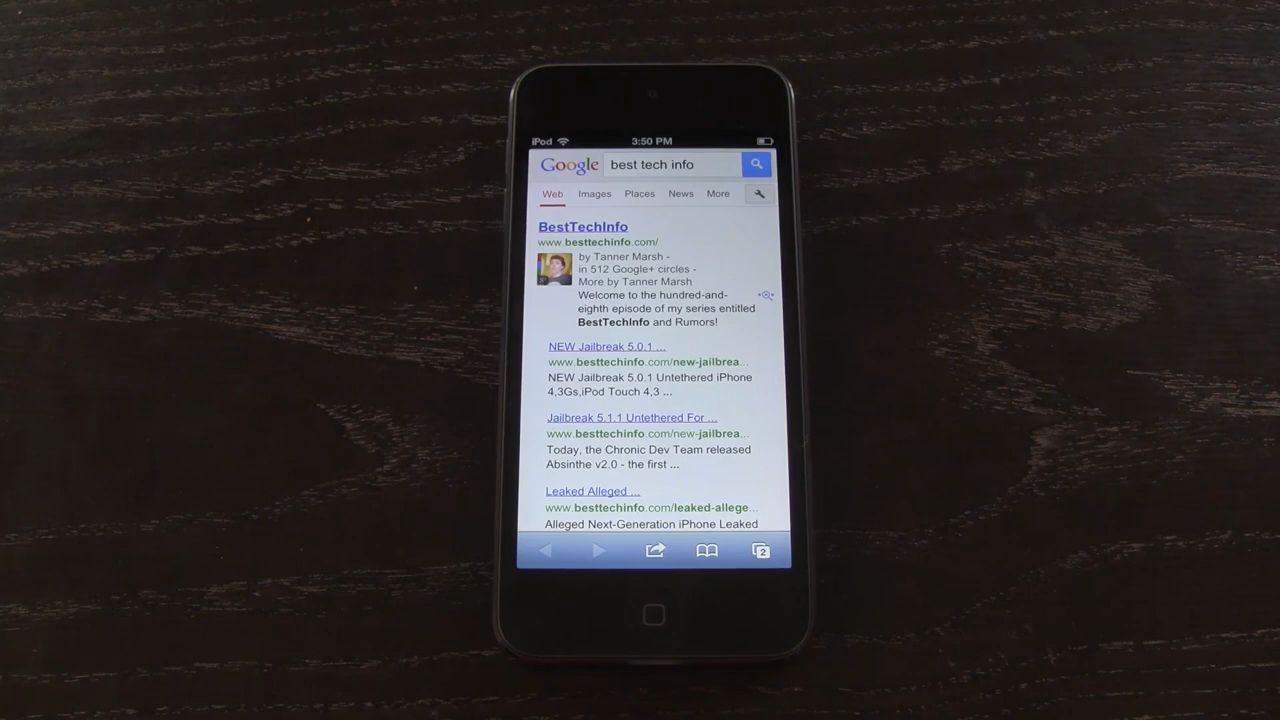 iPod 3:50 PM
Google best tech info
Web Images Places News More
BestTechInfo
www.besttechinfo.com/
by Tanner Marsh -
in 512 Google+ circles -
More by Tanner Marsh
Welcome to the hundred-and-
eighth episode of my series entitled
BestTechInfo and Rumors!
NEW Jailbreak 5.0.1 ...
www.besttechinfo.com/new-jailbrea...
NEW Jailbreak 5.0.1 Untethered iPhone
4,3Gs,iPod Touch 4,3 ...
Jailbreak 5.1.1 Untethered For ...
www.besttechinfo.com/new-jailbrea...
Today, the Chronic Dev Team released
Absinthe v2.0 - the first ...
Leaked Alleged ...
www.besttechinfo.com/leaked-allege...
Alleged Next-Generation iPhone Leaked
2